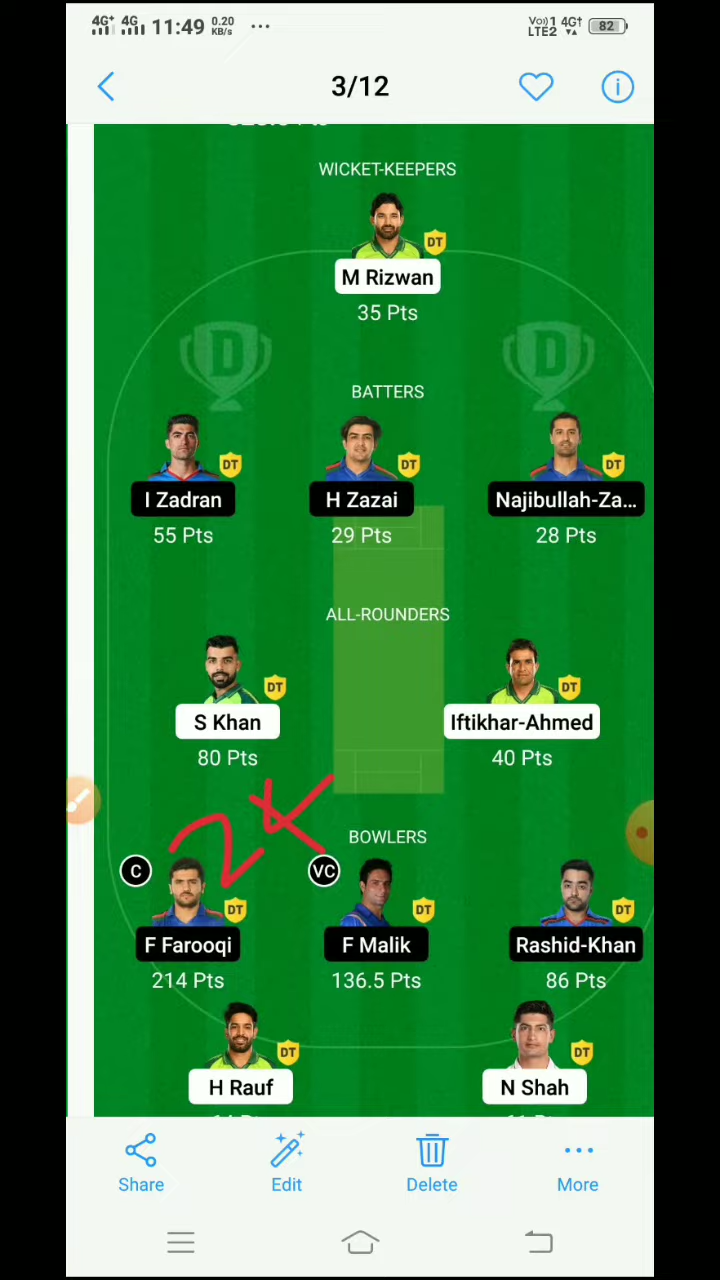 4G+ 4G 11:49 0.20 KB/s ... Vo) 1 LTE2 4G† 82
3/12
WICKET-KEEPERS
DT
M Rizwan
35 Pts
D D
BATTERS
DT DT DT
I Zadran H Zazai Najibullah-Za...
55 Pts 29 Pts 28 Pts
ALL-ROUNDERS
DT DT
S Khan Iftikhar-Ahmed
80 Pts 40 Pts
2x
BOWLERS
C VC
DT DT DT
F Farooqi F Malik Rashid-Khan
214 Pts 136.5 Pts 86 Pts
DT DT
H Rauf N Shah
Share Edit Delete More